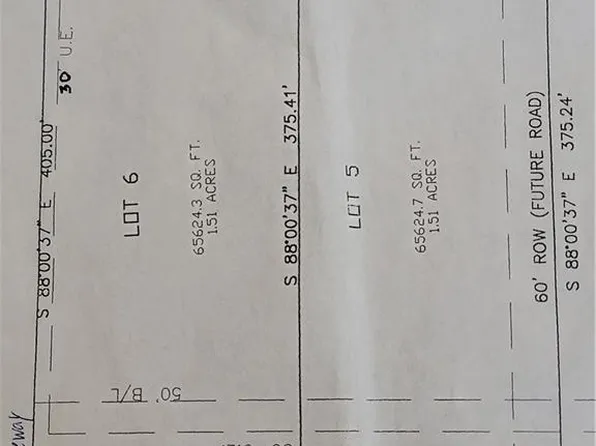 S 88°00'37" E 405.00'
30' U.E.
LOT 6
65624.3 SQ. FT.
1.51 ACRES
S 88°00'37" E 375.41'
LOT 5
65624.7 SQ. FT.
1.51 ACRES
60' ROW (FUTURE ROAD)
S 88°00'37" E 375.24'
50' B/L